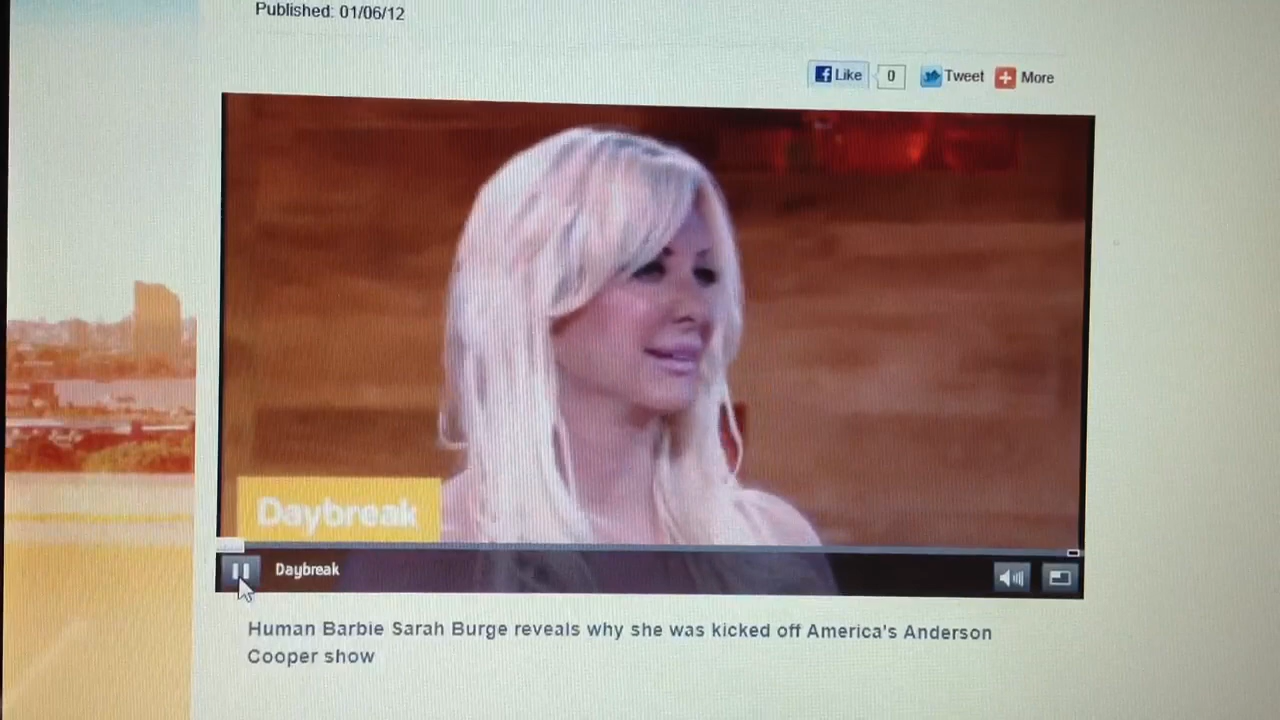 Published: 01/06/12
Like 0 Tweet More
Daybreak
Daybreak
Human Barbie Sarah Burge reveals why she was kicked off America's Anderson
Cooper show